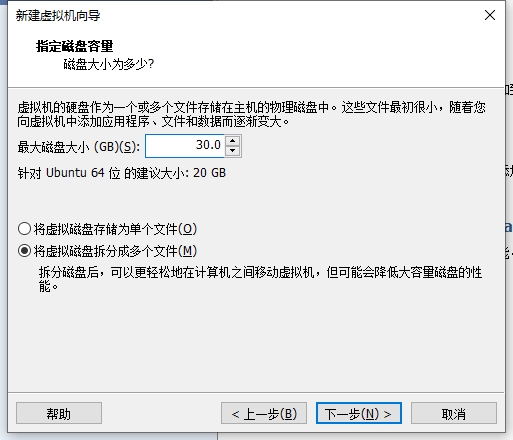 新建虚拟机向导
指定磁盘容量
磁盘大小为多少?
虚拟机的硬盘作为一个或多个文件存储在主机的物理磁盘中。这些文件最初很小，随着您
向虚拟机中添加应用程序、文件和数据而逐渐变大。
最大磁盘大小 (GB)(S): 30.0
针对 Ubuntu 64 位 的建议大小: 20 GB
将虚拟磁盘存储为单个文件(O)
将虚拟磁盘拆分成多个文件(M)
拆分磁盘后，可以更轻松地在计算机之间移动虚拟机，但可能会降低大容量磁盘的性
能。
帮助 < 上一步(B) 下一步(N) > 取消